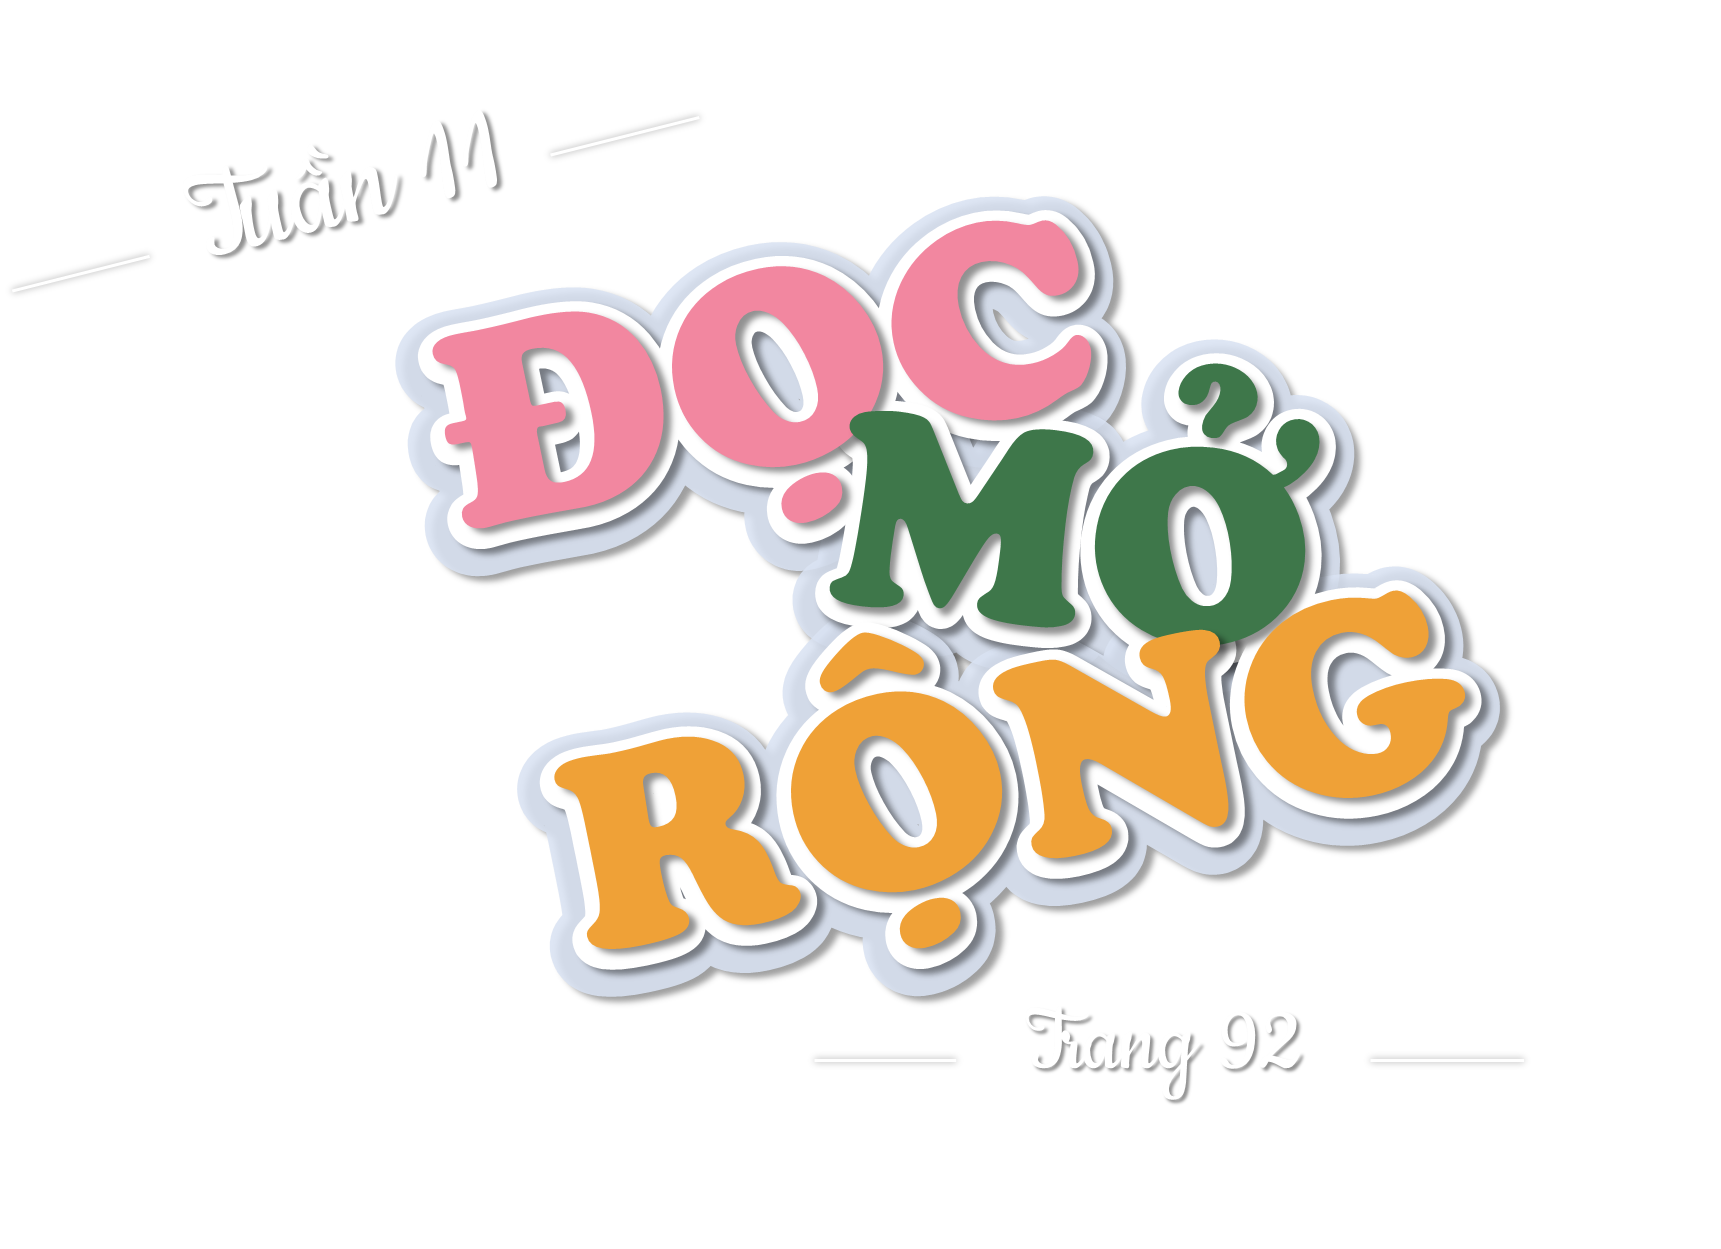 Tuần 11
ĐỌC
MỞ
RỘNG
Trang 92